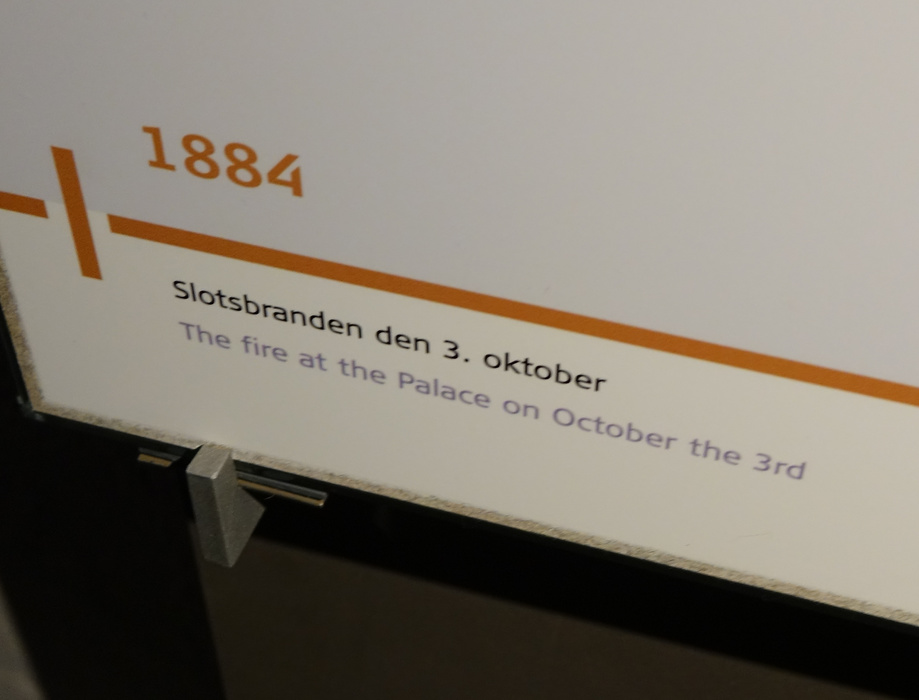 1884
Slotsbranden den 3. oktober
The fire at the Palace on October the 3rd